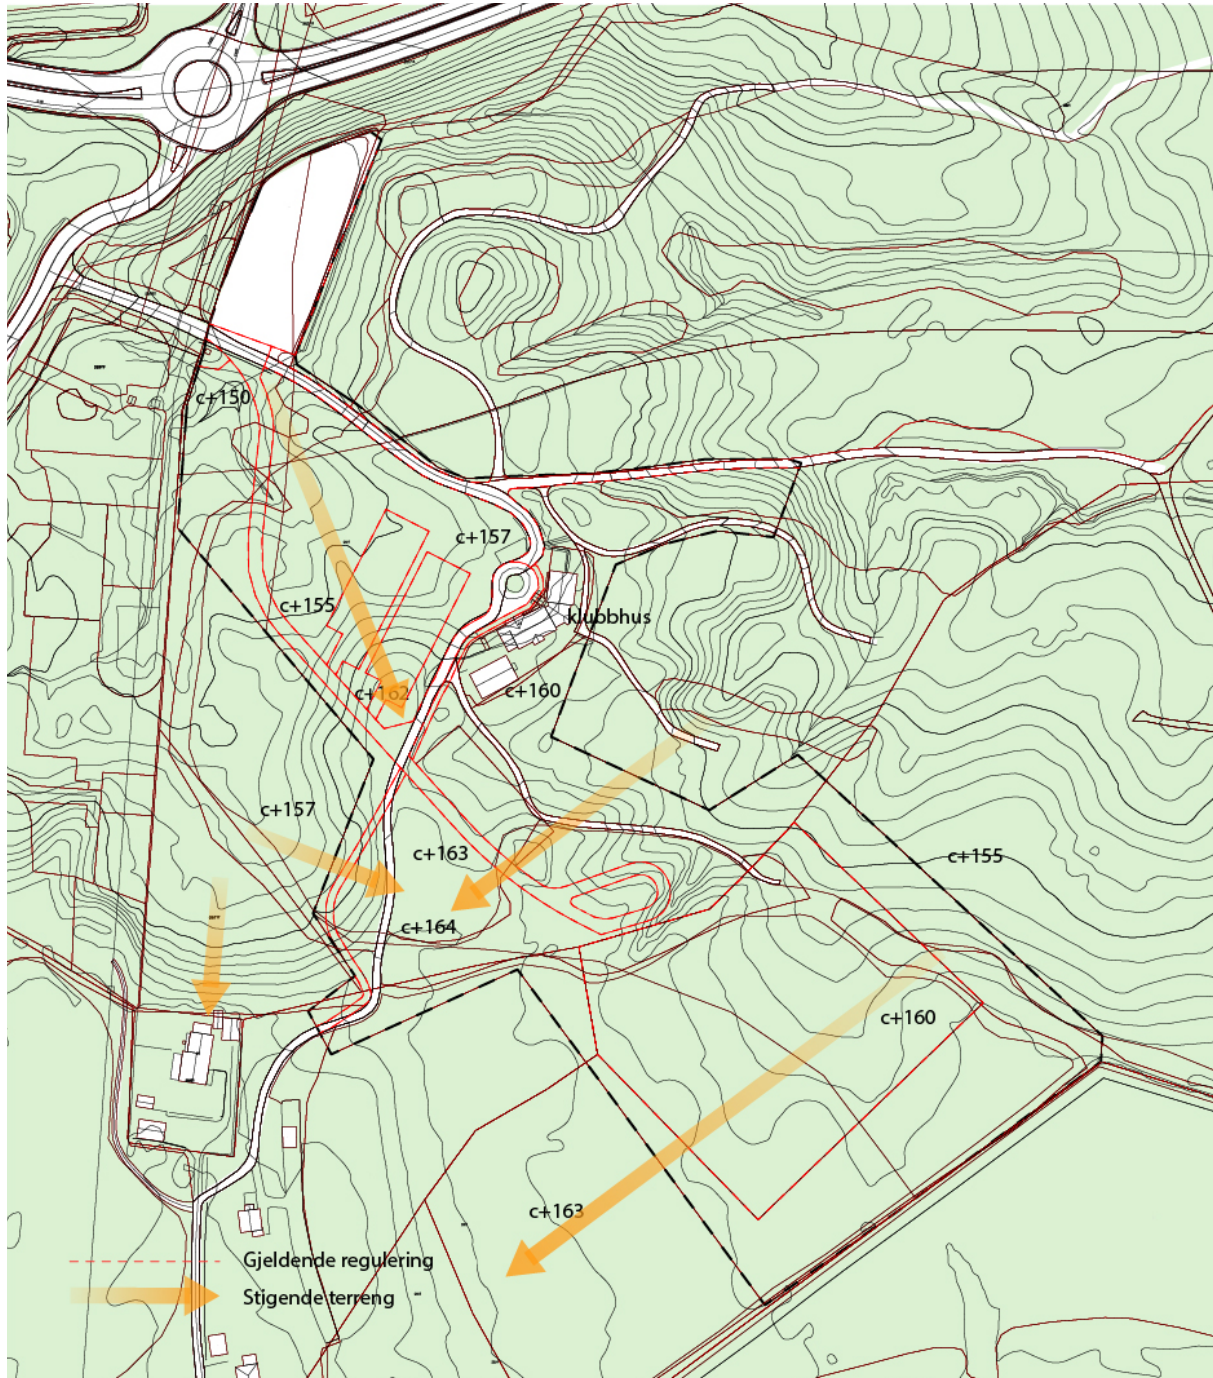 c+150
c+157
c+155
klubbhus
c+162
c+160
c+157
c+163
c+155
c+164
c+160
c+163
Gjeldende regulering
Stigende terreng